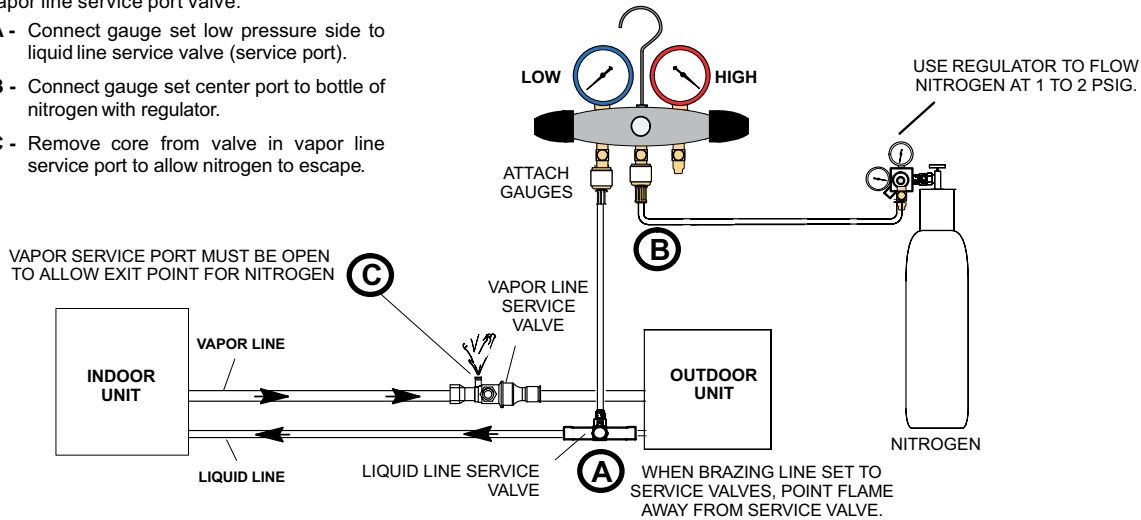 vapor line service port valve.
A - Connect gauge set low pressure side to
liquid line service valve (service port).
B - Connect gauge set center port to bottle of
nitrogen with regulator.
C - Remove core from valve in vapor line
service port to allow nitrogen to escape.
LOW
HIGH
USE REGULATOR TO FLOW
NITROGEN AT 1 TO 2 PSIG.
ATTACH
GAUGES
B
VAPOR SERVICE PORT MUST BE OPEN
TO ALLOW EXIT POINT FOR NITROGEN
C
VAPOR LINE
SERVICE
VALVE
VAPOR LINE
INDOOR
UNIT
OUTDOOR
UNIT
NITROGEN
LIQUID LINE
LIQUID LINE SERVICE
VALVE
A
WHEN BRAZING LINE SET TO
SERVICE VALVES, POINT FLAME
AWAY FROM SERVICE VALVE.